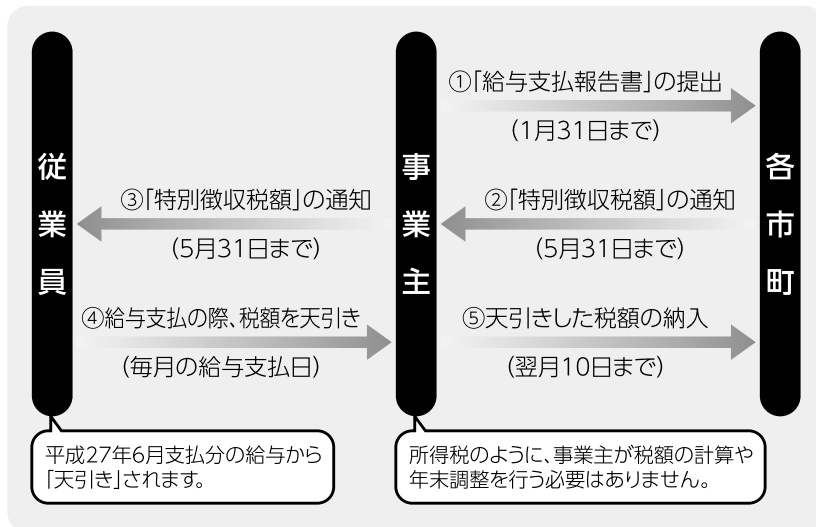 従業員
事業主
各市町
①「給与支払報告書」の提出
(1月31日まで)
③「特別徴収税額」の通知
(5月31日まで)
②「特別徴収税額」の通知
(5月31日まで)
④給与支払の際、税額を天引き
(毎月の給与支払日)
⑤天引きした税額の納入
(翌月10日まで)
平成27年6月支払分の給与から
「天引き」されます。
所得税のように、事業主が税額の計算や
年末調整を行う必要はありません。